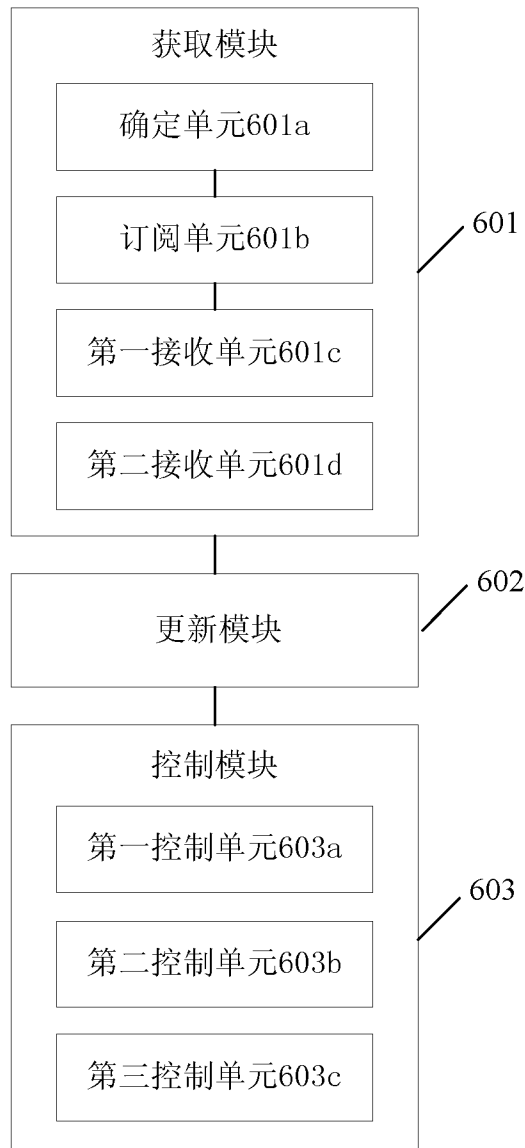 获取模块
确定单元601a
订阅单元601b
601
第一接收单元601c
第二接收单元601d
602
更新模块
控制模块
第一控制单元603a
603
第二控制单元603b
第三控制单元603c